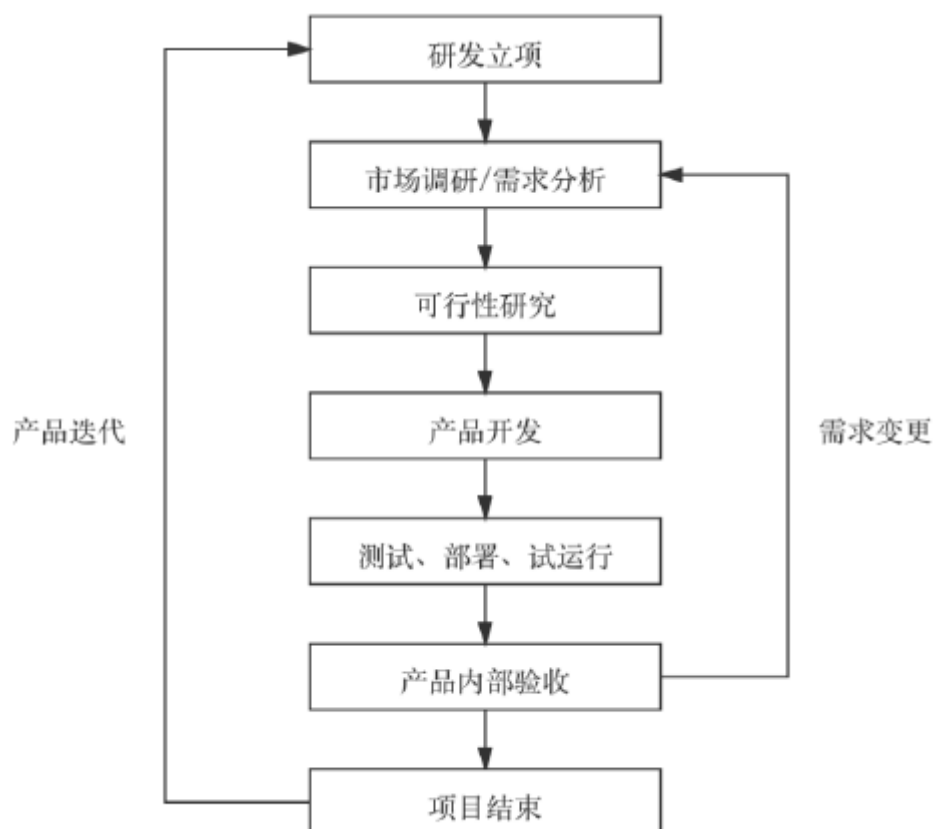 研发立项
市场调研/需求分析
可行性研究
产品迭代
产品开发
需求变更
测试、部署、试运行
产品内部验收
项目结束